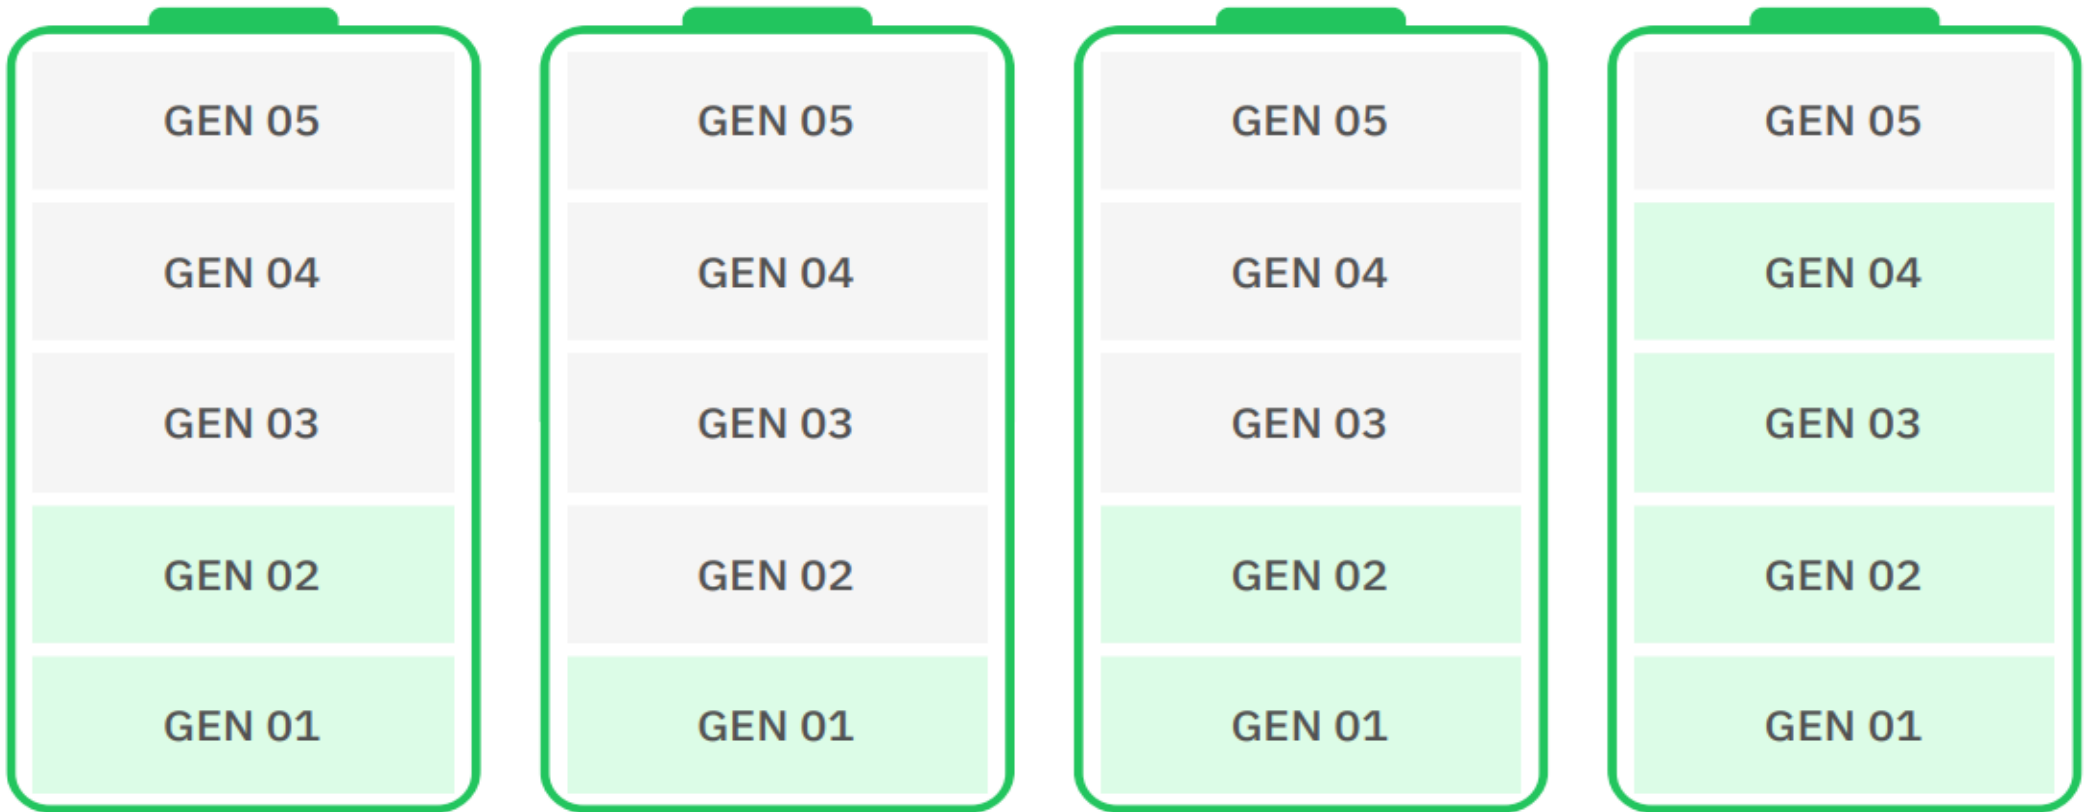 GEN 05 GEN 05 GEN 05 GEN 05
GEN 04 GEN 04 GEN 04 GEN 04
GEN 03 GEN 03 GEN 03 GEN 03
GEN 02 GEN 02 GEN 02 GEN 02
GEN 01 GEN 01 GEN 01 GEN 01